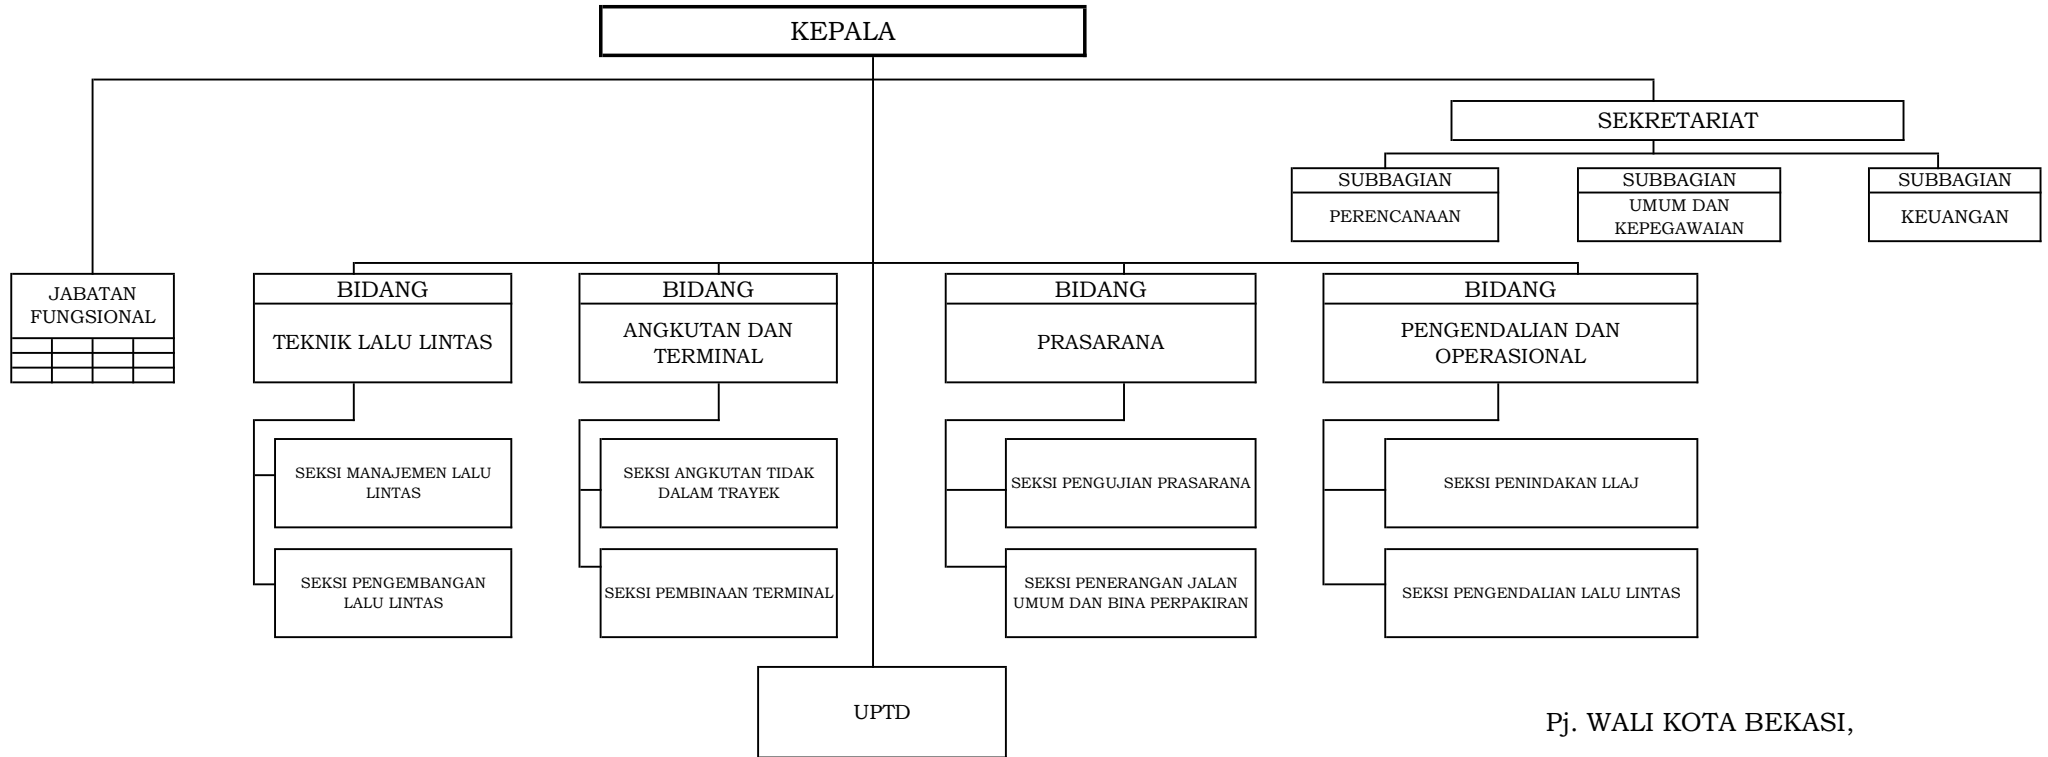 KEPALA
SEKRETARIAT
SUBBAGIAN
PERENCANAAN
SUBBAGIAN
UMUM DAN
KEPEGAWAIAN
SUBBAGIAN
KEUANGAN
JABATAN
FUNGSIONAL
BIDANG
TEKNIK LALU LINTAS
BIDANG
ANGKUTAN DAN
TERMINAL
BIDANG
PRASARANA
BIDANG
PENGENDALIAN DAN
OPERASIONAL
SEKSI MANAJEMEN LALU
LINTAS
SEKSI ANGKUTAN TIDAK
DALAM TRAYEK
SEKSI PENGUJIAN PRASARANA
SEKSI PENINDAKAN LLAJ
SEKSI PENGEMBANGAN
LALU LINTAS
SEKSI PEMBINAAN TERMINAL
SEKSI PENERANGAN JALAN
UMUM DAN BINA PERPAKIRAN
SEKSI PENGENDALIAN LALU LINTAS
UPTD
Pj. WALI KOTA BEKASI,